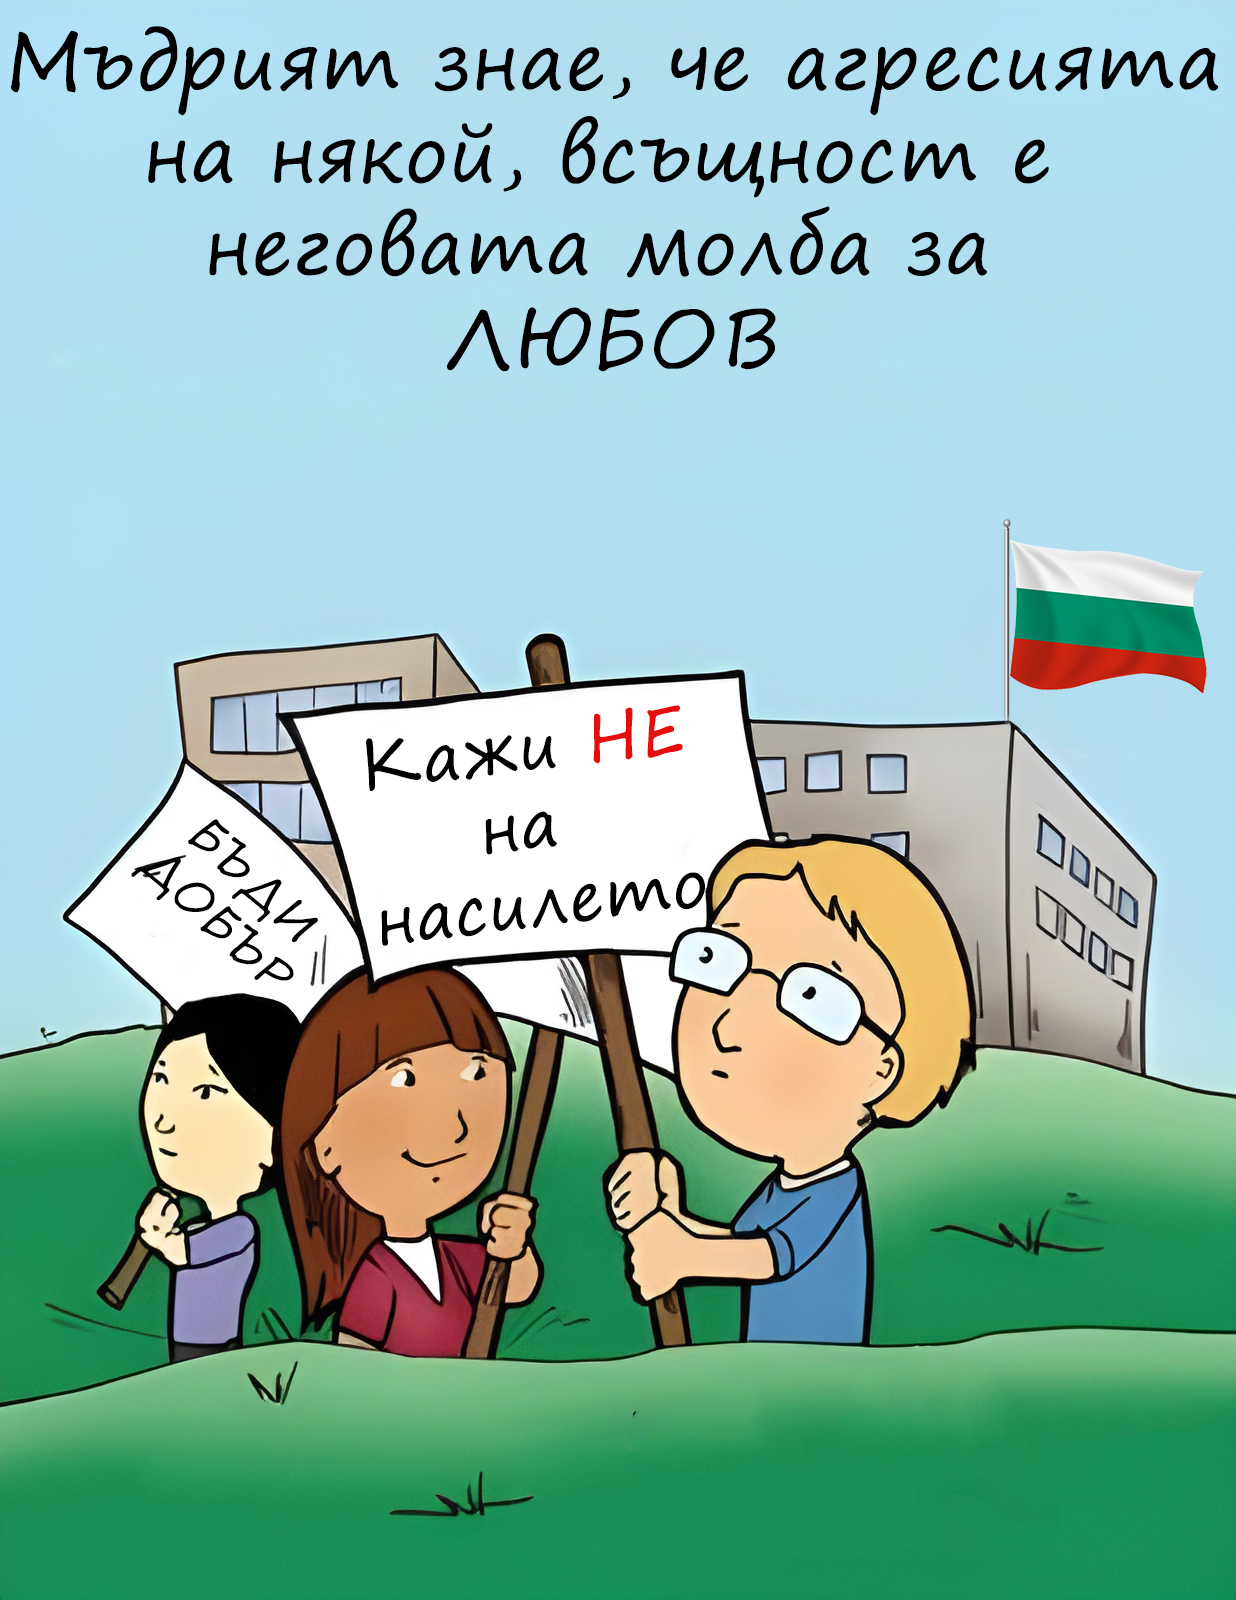 Мъдрият знае, че агресията
на някой, всъщност е
неговата молба за
ЛЮБОВ
Кажи НЕ
на
насилето
БЪДИ
ДОБЪР